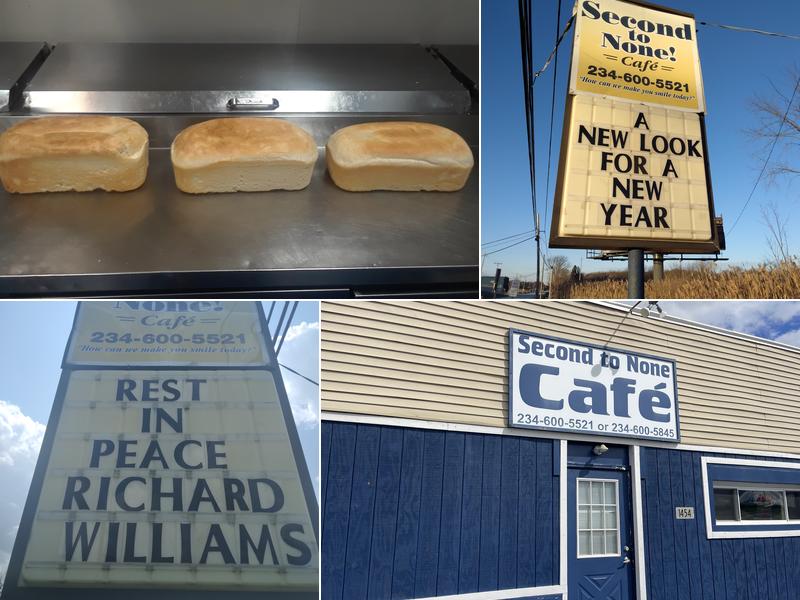 Second
to
None!
Café
234-600-5521
"How can we make you smile today?"
A
NEW LOOK
FOR A
NEW
YEAR
None!
Café
234-600-5521
"How can we make you smile today?"
REST
IN
PEACE
RICHARD
WILLIAMS
Second to None
Café
234-600-5521 or 234-600-5845
1454